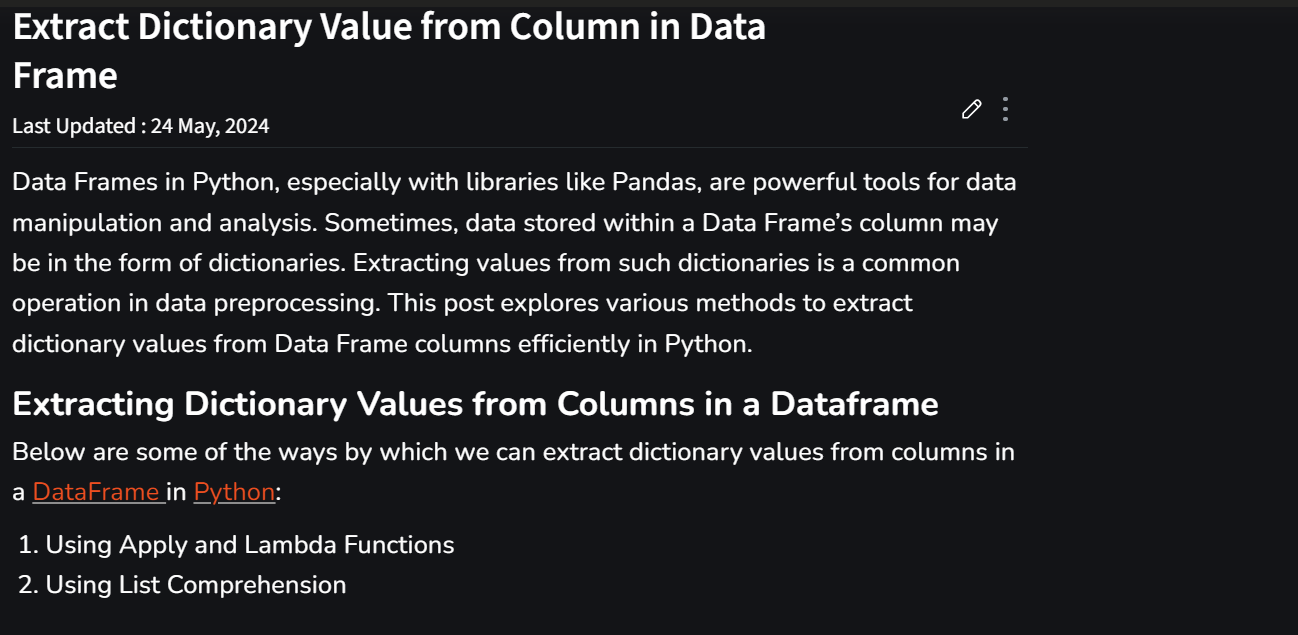 Extract Dictionary Value from Column in Data
Frame
Last Updated : 24 May, 2024
Data Frames in Python, especially with libraries like Pandas, are powerful tools for data
manipulation and analysis. Sometimes, data stored within a Data Frame’s column may
be in the form of dictionaries. Extracting values from such dictionaries is a common
operation in data preprocessing. This post explores various methods to extract
dictionary values from Data Frame columns efficiently in Python.
Extracting Dictionary Values from Columns in a Dataframe
Below are some of the ways by which we can extract dictionary values from columns in
a DataFrame in Python:
1. Using Apply and Lambda Functions
2. Using List Comprehension